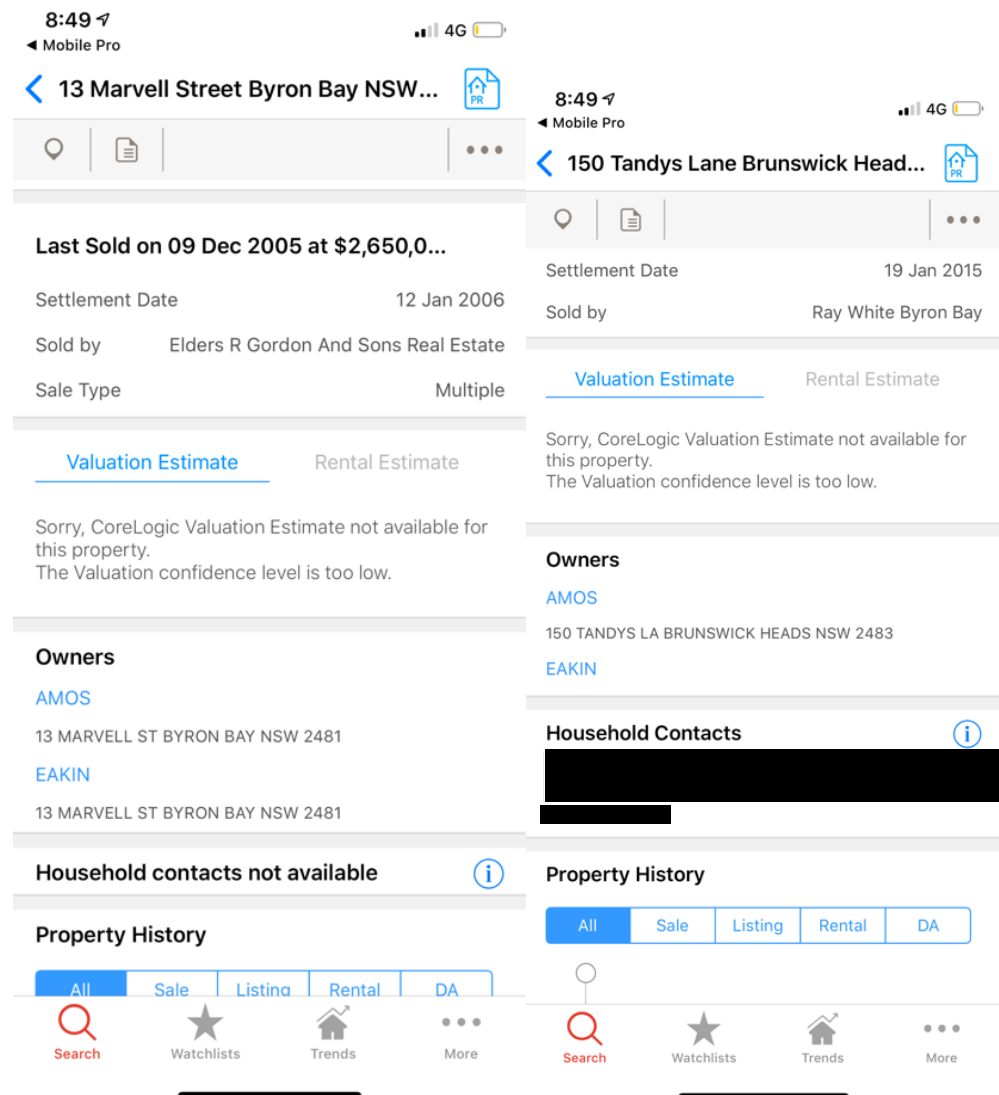 8:49
4G
◀ Mobile Pro
13 Marvell Street Byron Bay NSW...
PR
Last Sold on 09 Dec 2005 at $2,650,0...
Settlement Date 12 Jan 2006
Sold by Elders R Gordon And Sons Real Estate
Sale Type Multiple
Valuation Estimate Rental Estimate
Sorry, CoreLogic Valuation Estimate not available for
this property.
The Valuation confidence level is too low.
Owners
AMOS
13 MARVELL ST BYRON BAY NSW 2481
EAKIN
13 MARVELL ST BYRON BAY NSW 2481
Household contacts not available
i
Property History
All Sale Listing Rental DA
Search Watchlists Trends More
8:49
4G
◀ Mobile Pro
150 Tandys Lane Brunswick Head...
PR
Settlement Date 19 Jan 2015
Sold by Ray White Byron Bay
Valuation Estimate Rental Estimate
Sorry, CoreLogic Valuation Estimate not available for
this property.
The Valuation confidence level is too low.
Owners
AMOS
150 TANDYS LA BRUNSWICK HEADS NSW 2483
EAKIN
Household Contacts
i
Property History
All Sale Listing Rental DA
Search Watchlists Trends More